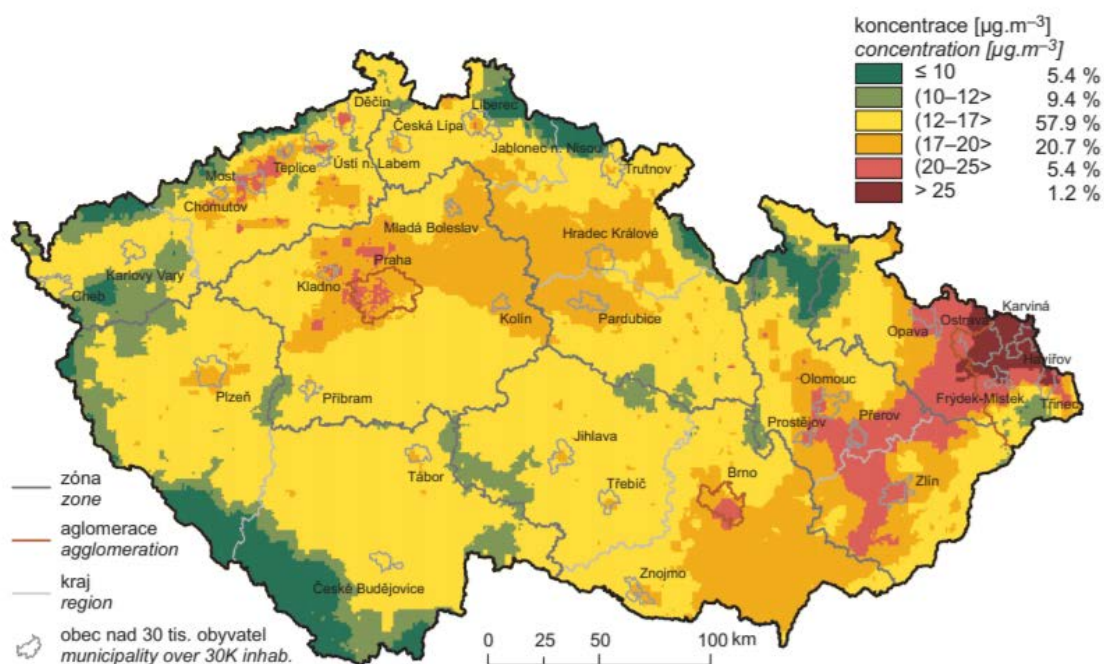 koncentrace [µg.m–3]
concentration [µg.m–3]
≤ 10 5.4 %
(10–12> 9.4 %
(12–17> 57.9 %
(17–20> 20.7 %
(20–25> 5.4 %
> 25 1.2 %
Děčín
Liberec
Česká Lípa
Jablonec n. Nisou
Teplice
Ústí n. Labem
Trutnov
Most
Chomutov
Mladá Boleslav
Hradec Králové
Karlovy Vary
Praha
Kladno
Cheb
Kolín
Pardubice
Karviná
Opava
Ostrava
Havířov
Plzeň
Příbram
Olomouc
Frýdek-Místek
Třinec
Prostějov
Přerov
Jihlava
Tábor
Brno
Třebíč
Zlín
Znojmo
České Budějovice
zóna
zone
aglomerace
agglomeration
kraj
region
obec nad 30 tis. obyvatel
municipality over 30K inhab.
0 25 50 100 km